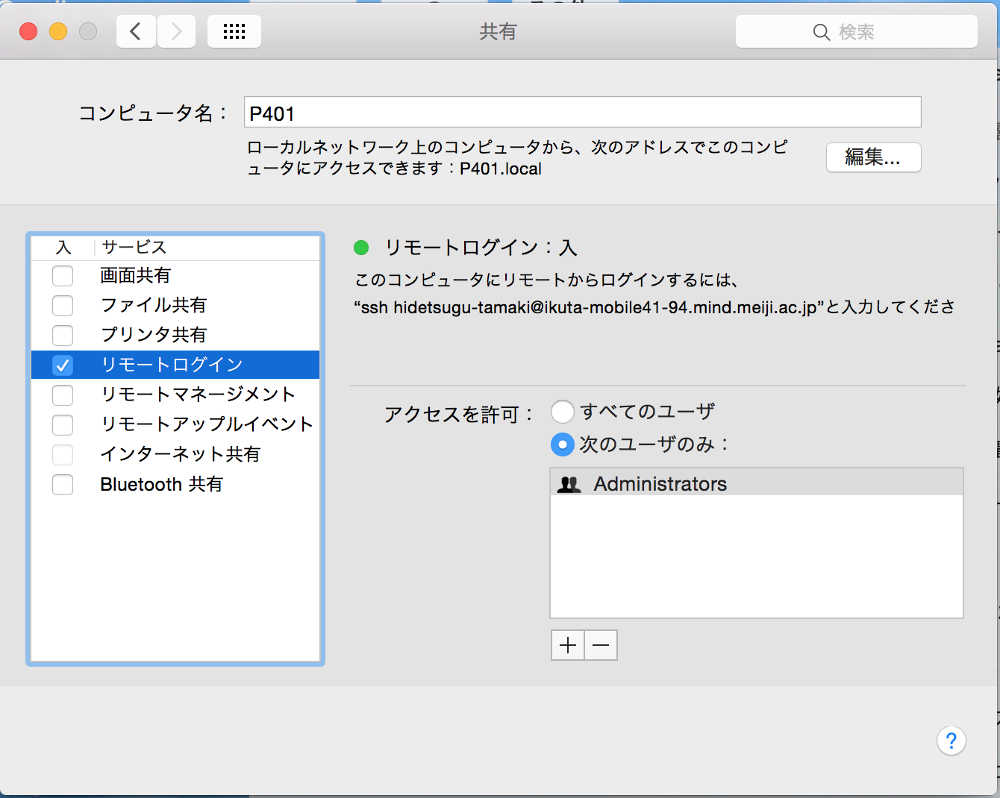 共有
検索
コンピュータ名：
P401
ローカルネットワーク上のコンピュータから、次のアドレスでこのコンピ
ュータにアクセスできます：P401.local
編集...
入 サービス
画面共有
ファイル共有
プリンタ共有
リモートログイン
リモートマネージメント
リモートアップルイベント
インターネット共有
Bluetooth 共有
リモートログイン：入
このコンピュータにリモートからログインするには、
“ssh hidetsugu-tamaki@ikuta-mobile41-94.mind.meiji.ac.jp”と入力してくださ
アクセスを許可：
すべてのユーザ
次のユーザのみ：
Administrators
?